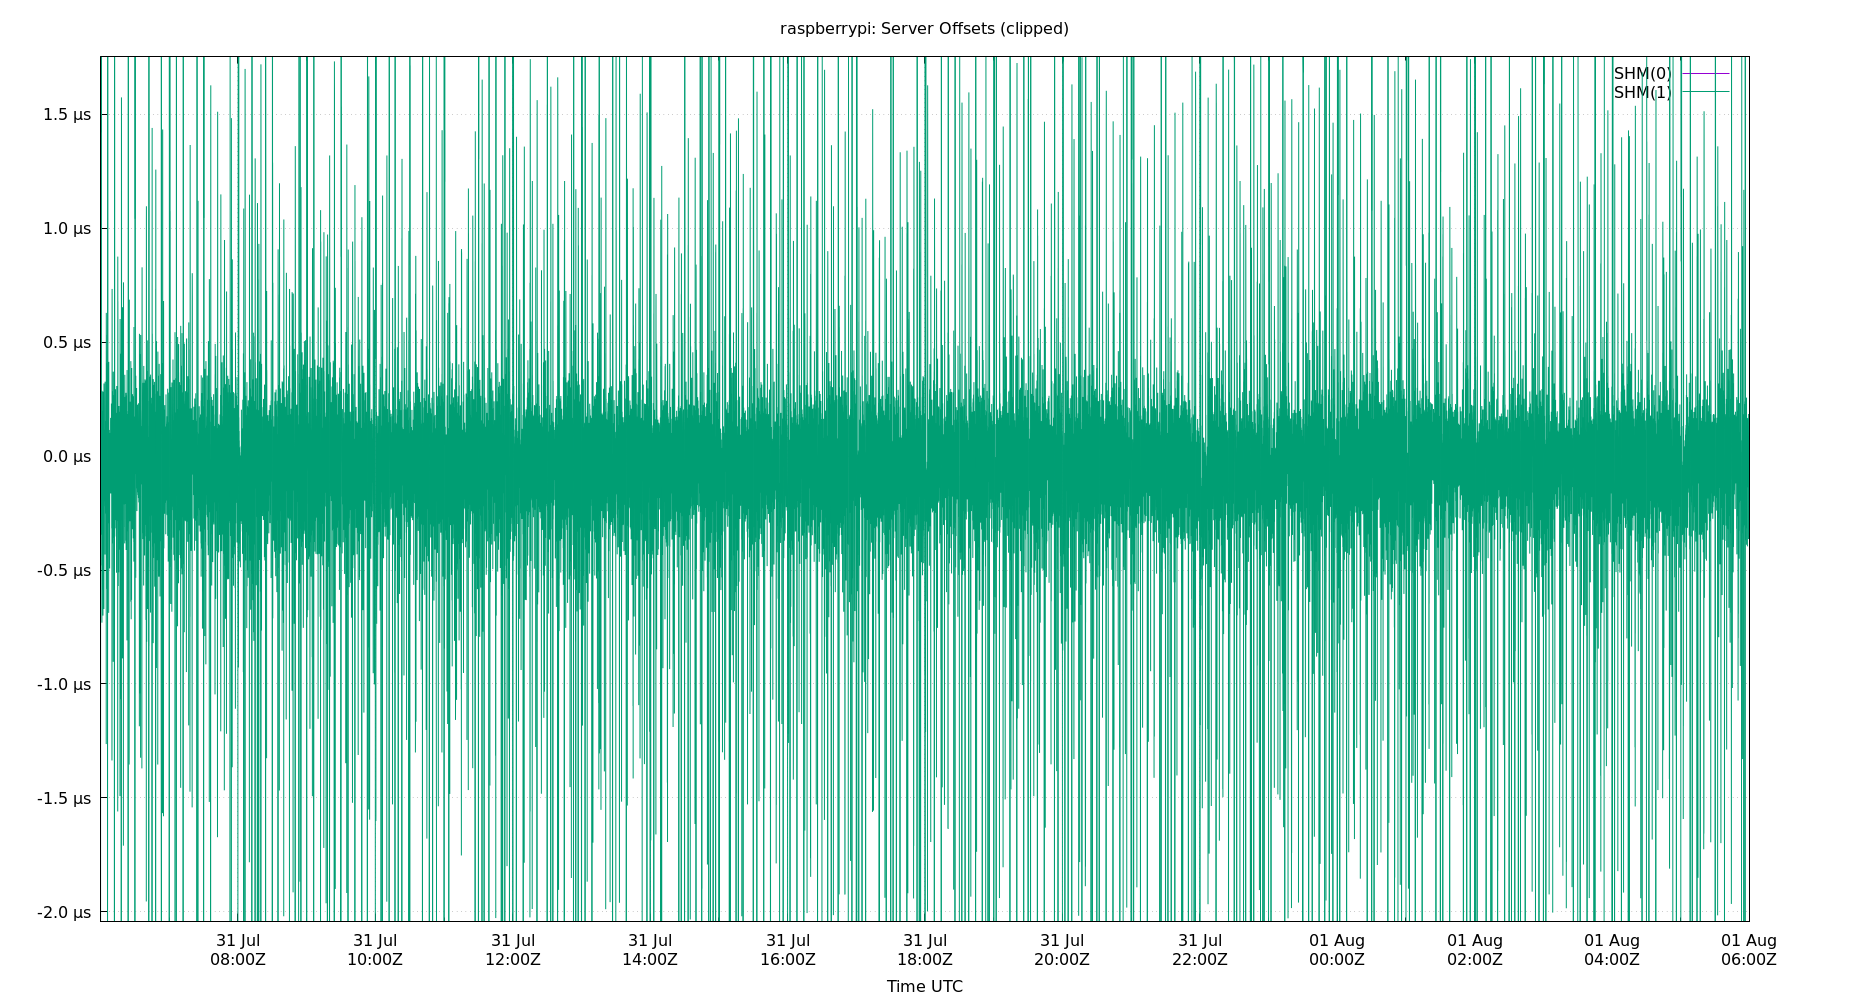 raspberrypi: Server Offsets (clipped)
SHM(0)
SHM(1)
1.5 µs
1.0 µs
0.5 µs
0.0 µs
-0.5 µs
-1.0 µs
-1.5 µs
-2.0 µs
31 Jul 31 Jul 31 Jul 31 Jul 31 Jul 31 Jul 31 Jul 31 Jul 01 Aug 01 Aug 01 Aug 01 Aug
08:00Z 10:00Z 12:00Z 14:00Z 16:00Z 18:00Z 20:00Z 22:00Z 00:00Z 02:00Z 04:00Z 06:00Z
Time UTC